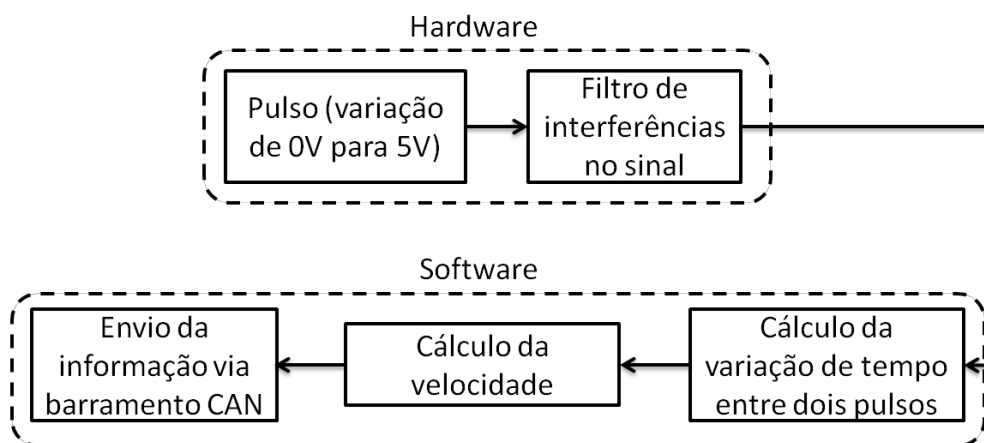 Hardware
Pulso (variação
de 0V para 5V)
Filtro de
interferências
no sinal
Software
Envio da
informação via
barramento CAN
Cálculo da
velocidade
Cálculo da
variação de tempo
entre dois pulsos